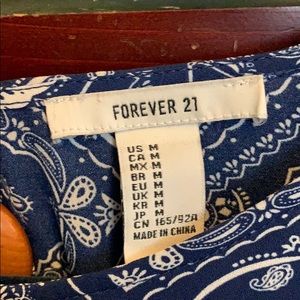 FOREVER 21
US M
CA M
MX M
BR M
EU M
UK M
KR M
JP M
CN 165/92A
MADE IN CHINA